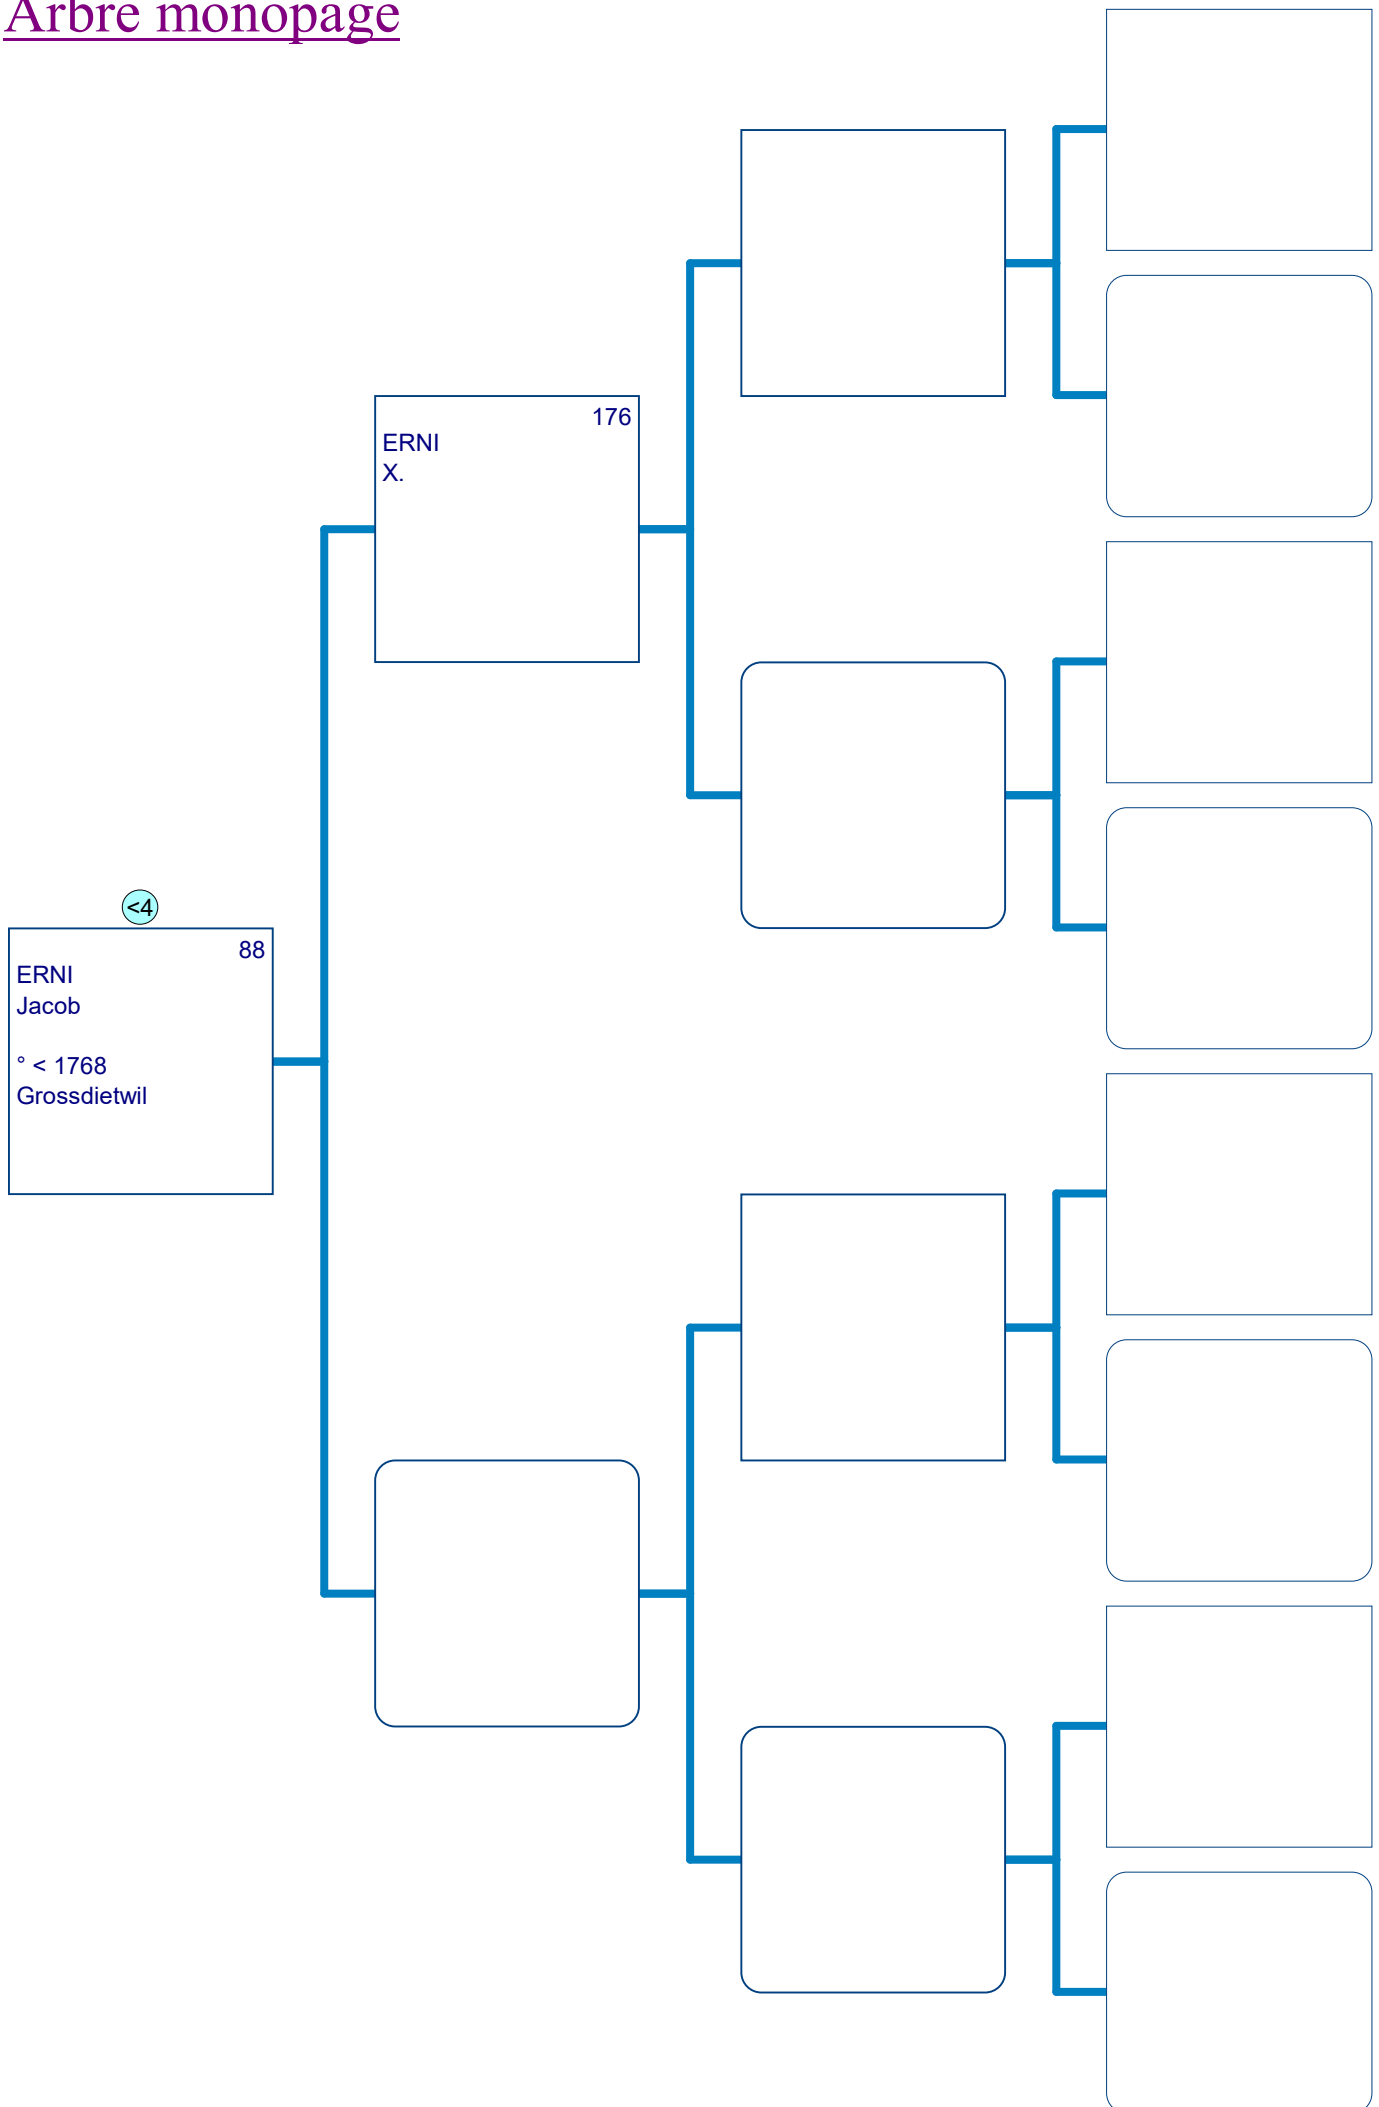 Arbre monopage
176
ERNI
X.
<4
88
ERNI
Jacob
° < 1768
Grossdietwil